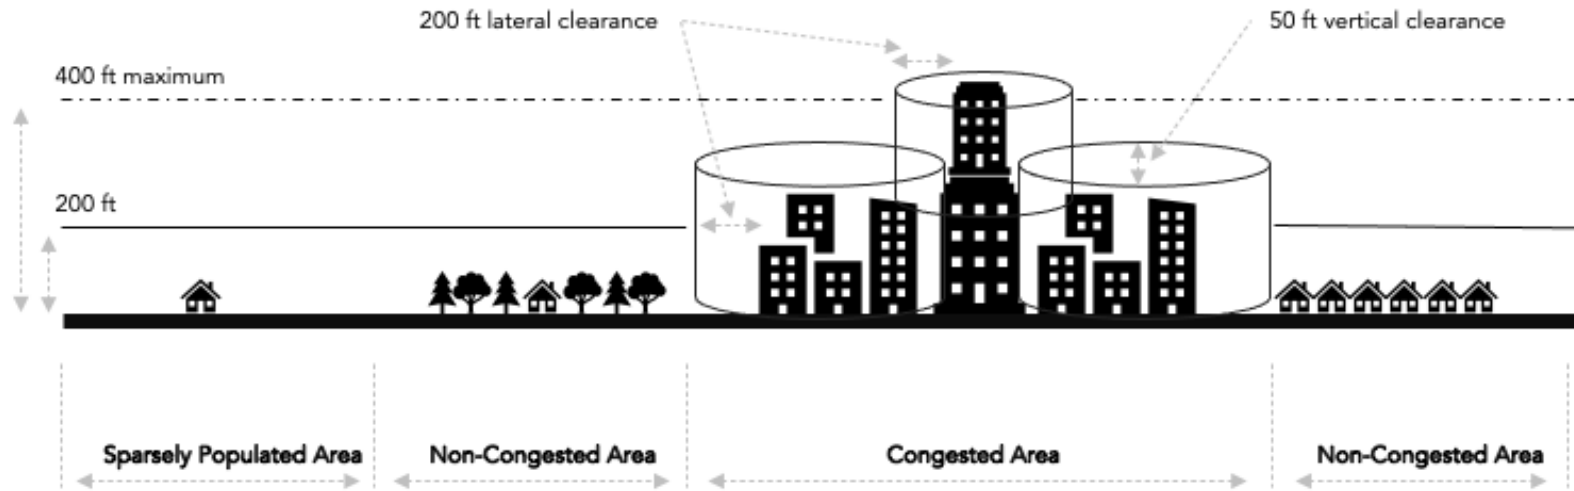 200 ft lateral clearance
50 ft vertical clearance
400 ft maximum
200 ft
Sparsely Populated Area
Non-Congested Area
Congested Area
Non-Congested Area